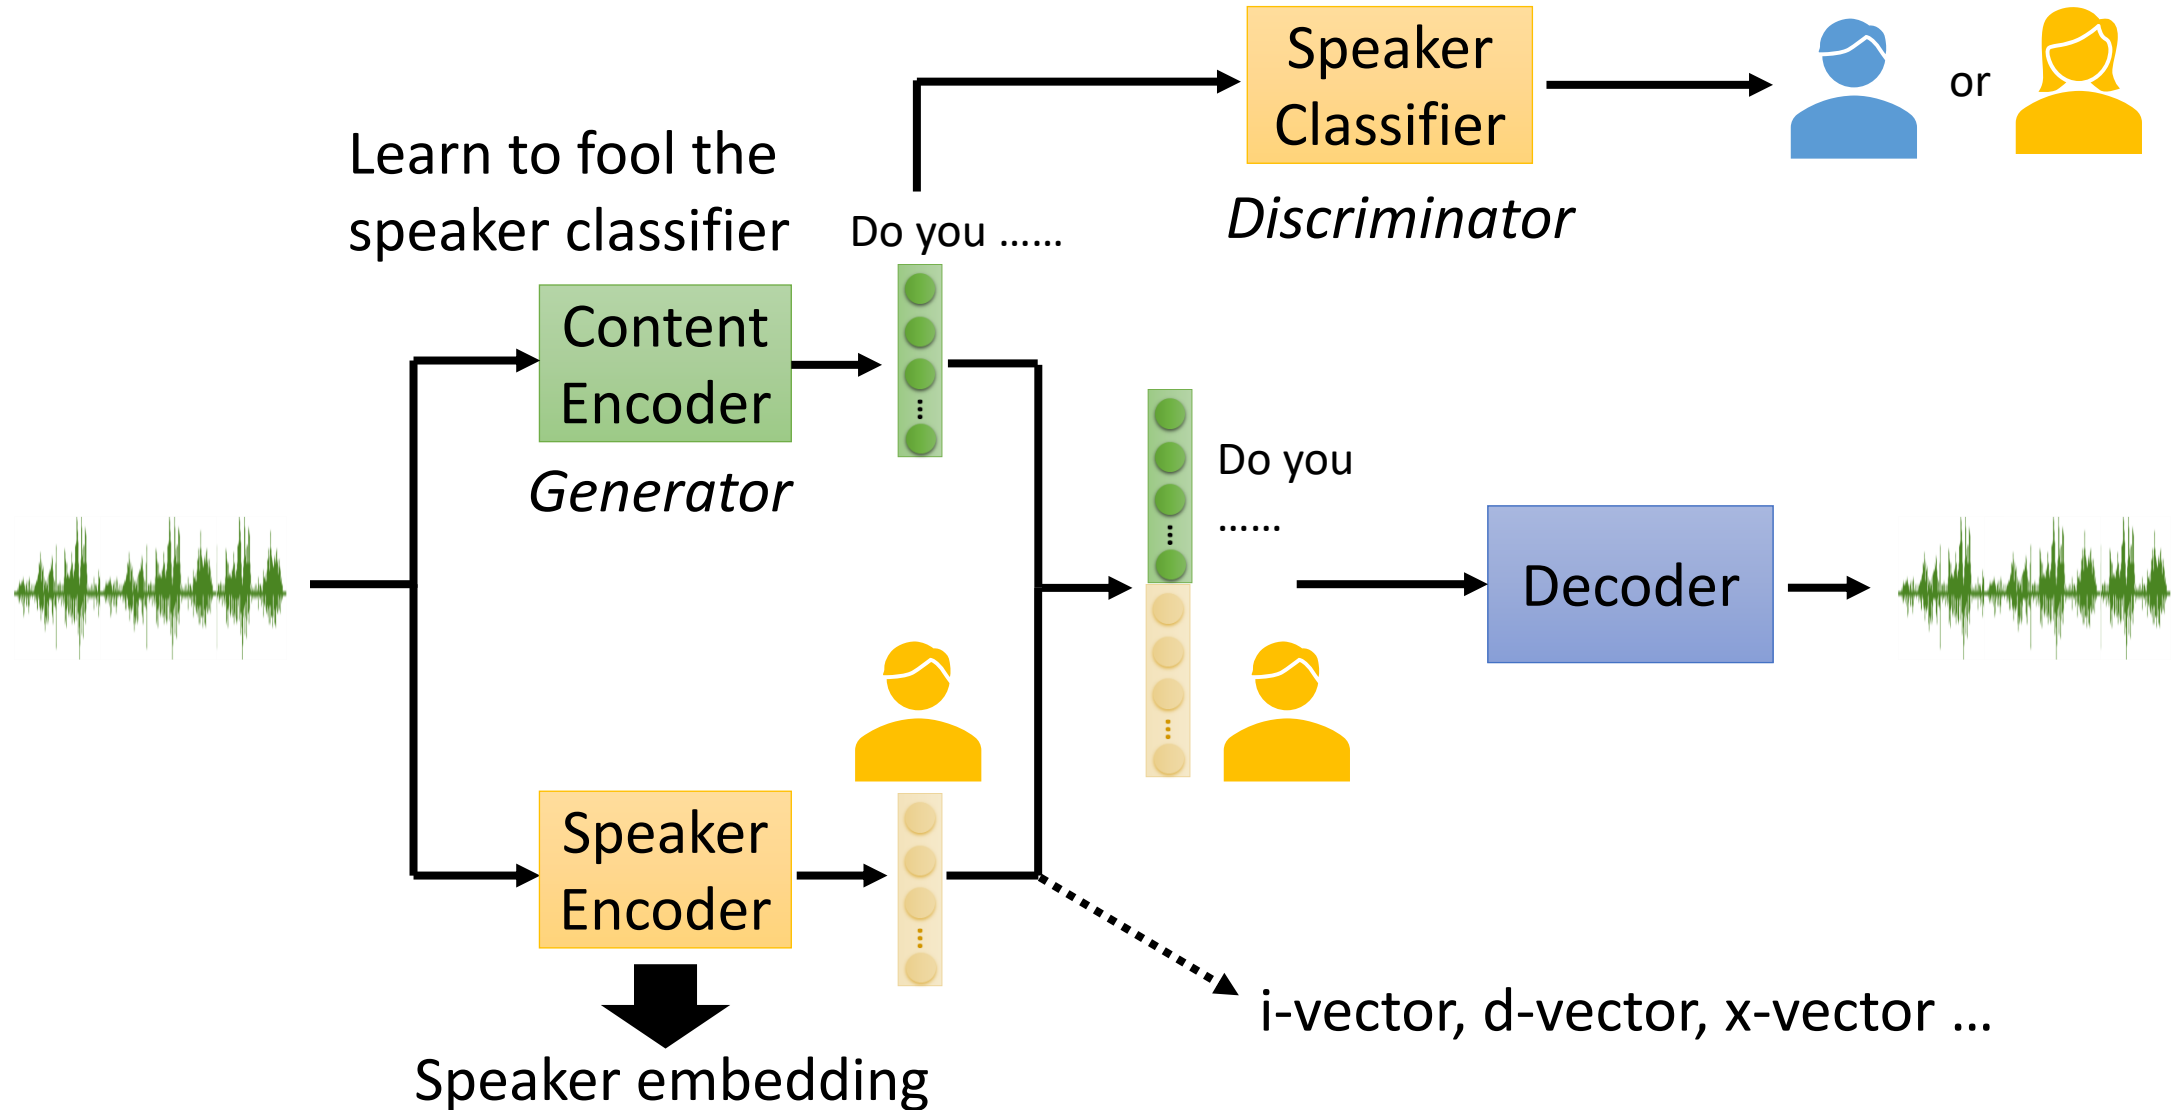 Speaker
Classifier
or
Discriminator
Learn to fool the
speaker classifier
Do you ......
Content
Encoder
Generator
Do you
......
Decoder
Speaker
Encoder
Speaker embedding
i-vector, d-vector, x-vector ...